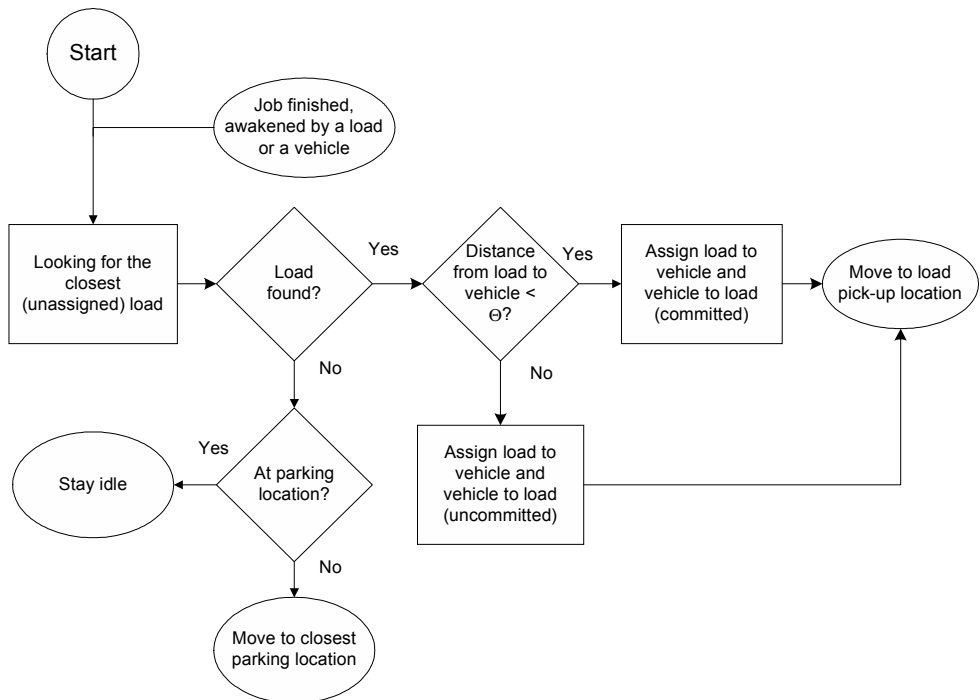 Start
Job finished,
awakened by a load
or a vehicle
Looking for the
closest
(unassigned) load
Load
found?
Yes
Distance
from load to
vehicle <
Θ?
Yes
Assign load to
vehicle and
vehicle to load
(committed)
Move to load
pick-up location
No
No
Yes
Stay idle
At parking
location?
Assign load to
vehicle and
vehicle to load
(uncommitted)
No
Move to closest
parking location